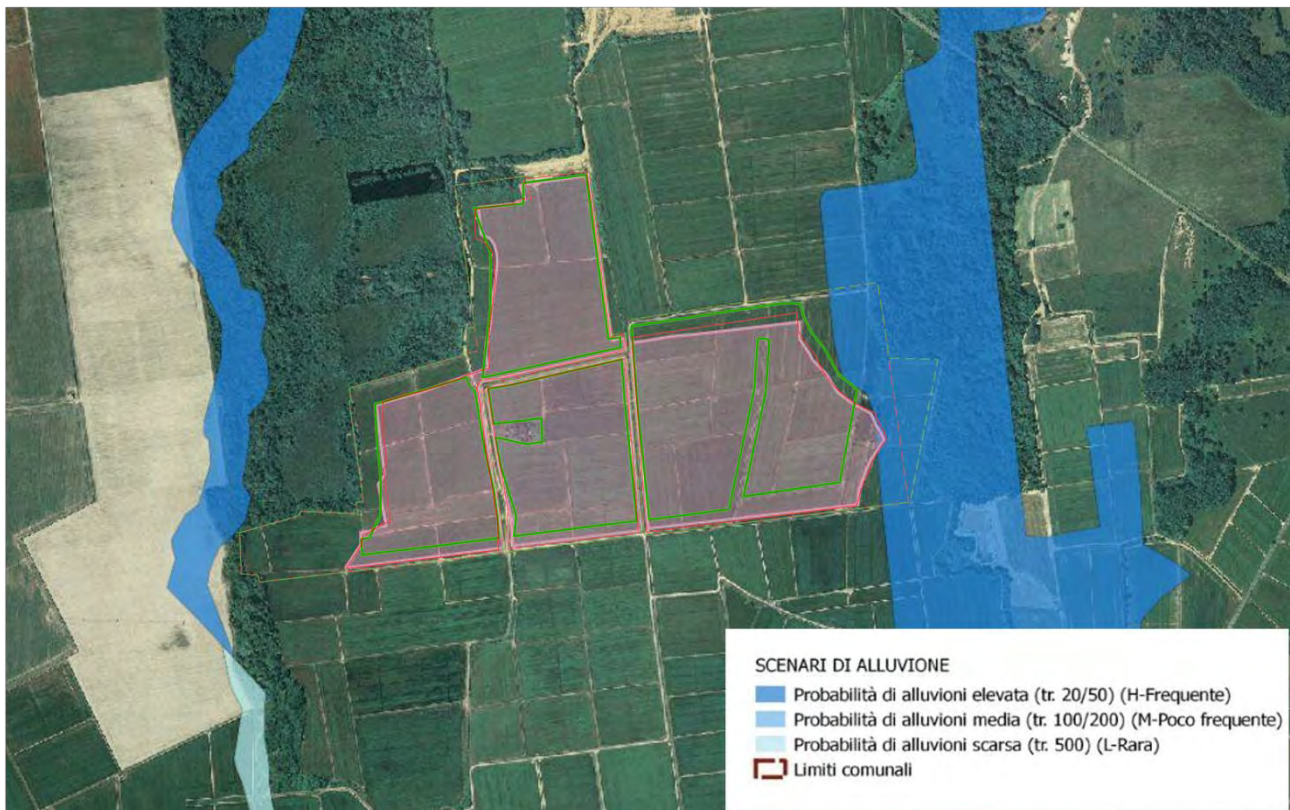 SCENARI DI ALLUVIONE
Probabilità di alluvioni elevata (tr. 20/50) (H-Frequente)
Probabilità di alluvioni media (tr. 100/200) (M-Poco frequente)
Probabilità di alluvioni scarsa (tr. 500) (L-Rara)
Limiti comunali